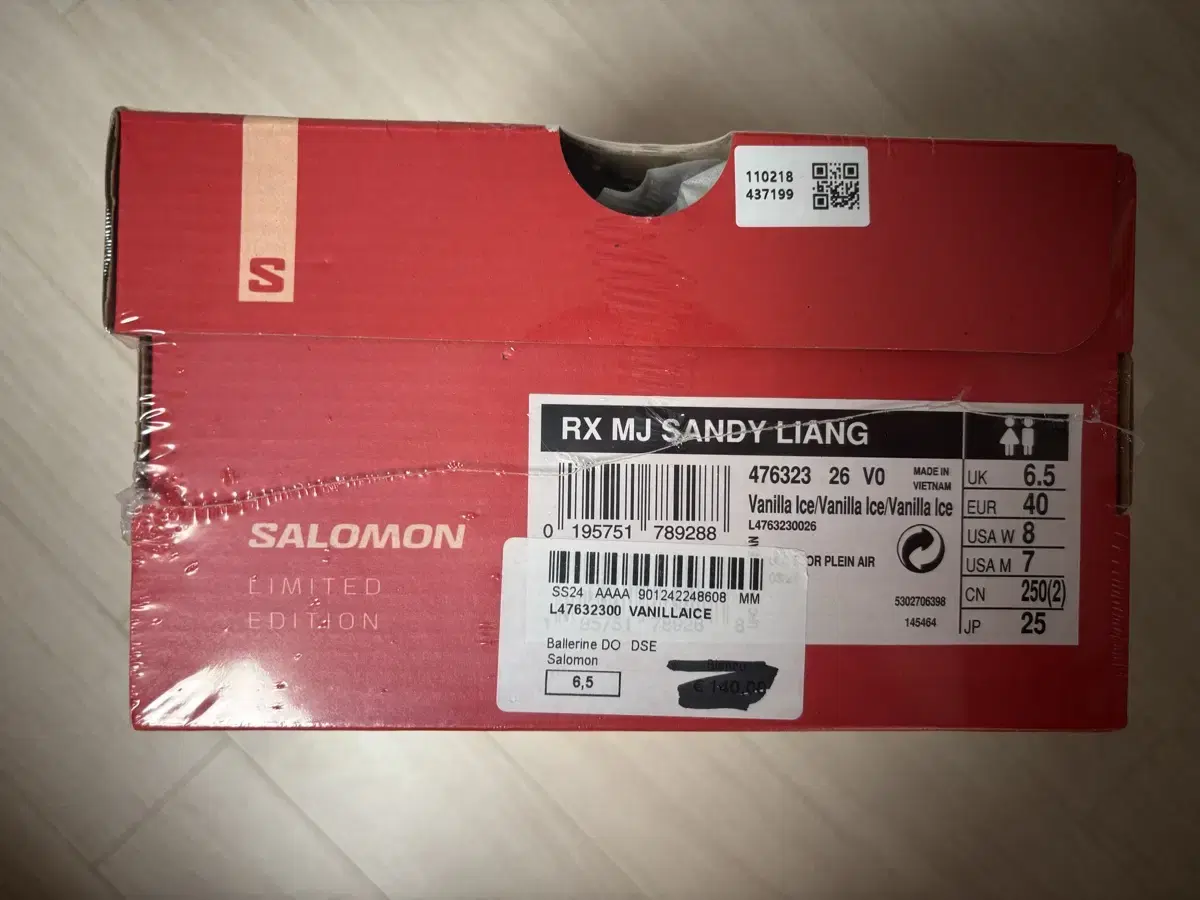 S
110218
437199
RX MJ SANDY LIANG
476323 26 V0
MADE IN
VIETNAM
Vanilla Ice/Vanilla Ice/Vanilla Ice
L4763230026
0 195751 789288
OR PLEIN AIR
5302706398
145464
UK 6.5
EUR 40
USA W 8
USA M 7
CN 250(2)
JP 25
SALOMON
LIMITED
EDITION
SS24 AAAA 901242248608 MM
L47632300 VANILLAICE
Ballerine DO DSE
Salomon
6,5
€ 140,00